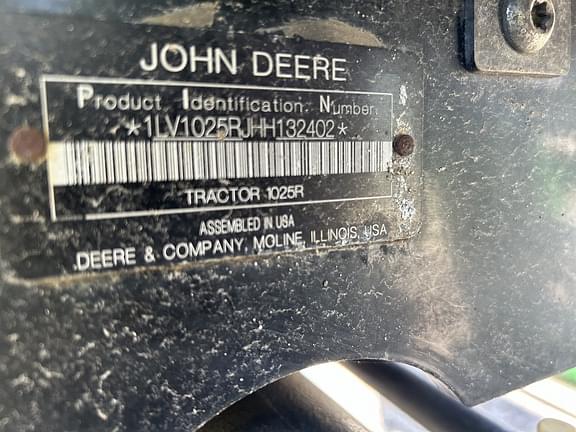 JOHN DEERE
Product Identification Number
*1LV1025RJHH132402*
TRACTOR 1025R
ASSEMBLED IN USA
DEERE & COMPANY, MOLINE, ILLINOIS, USA